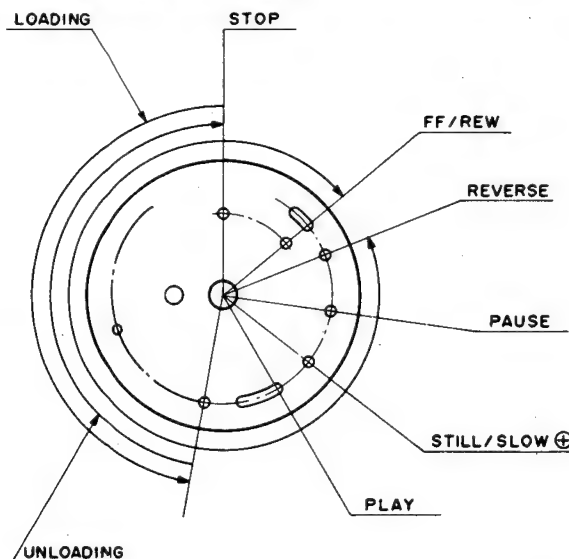 LOADING
STOP
FF/REW
REVERSE
PAUSE
STILL/SLOW ⊕
PLAY
UNLOADING